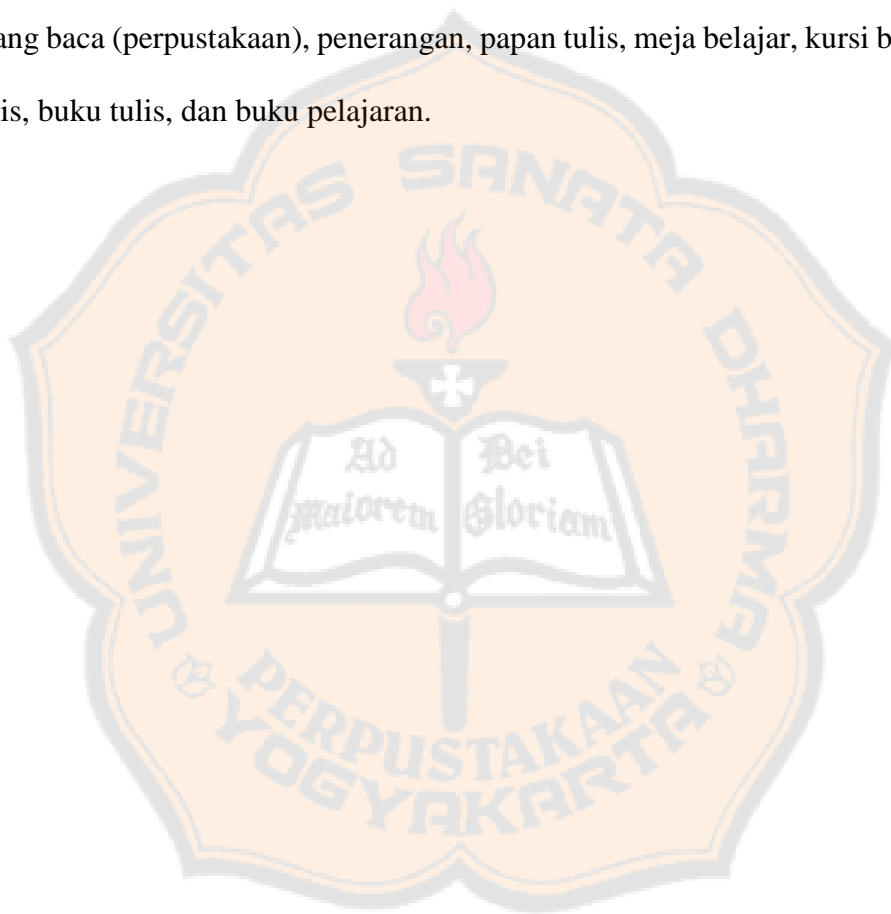 ang baca (perpustakaan), penerangan, papan tulis, meja belajar, kursi b
is, buku tulis, dan buku pelajaran.
UNIVERSITAS SANATA DHARMA
Ad Dei
Maiorem Gloriam
PERPUSTAKAAN
YOGYAKARTA